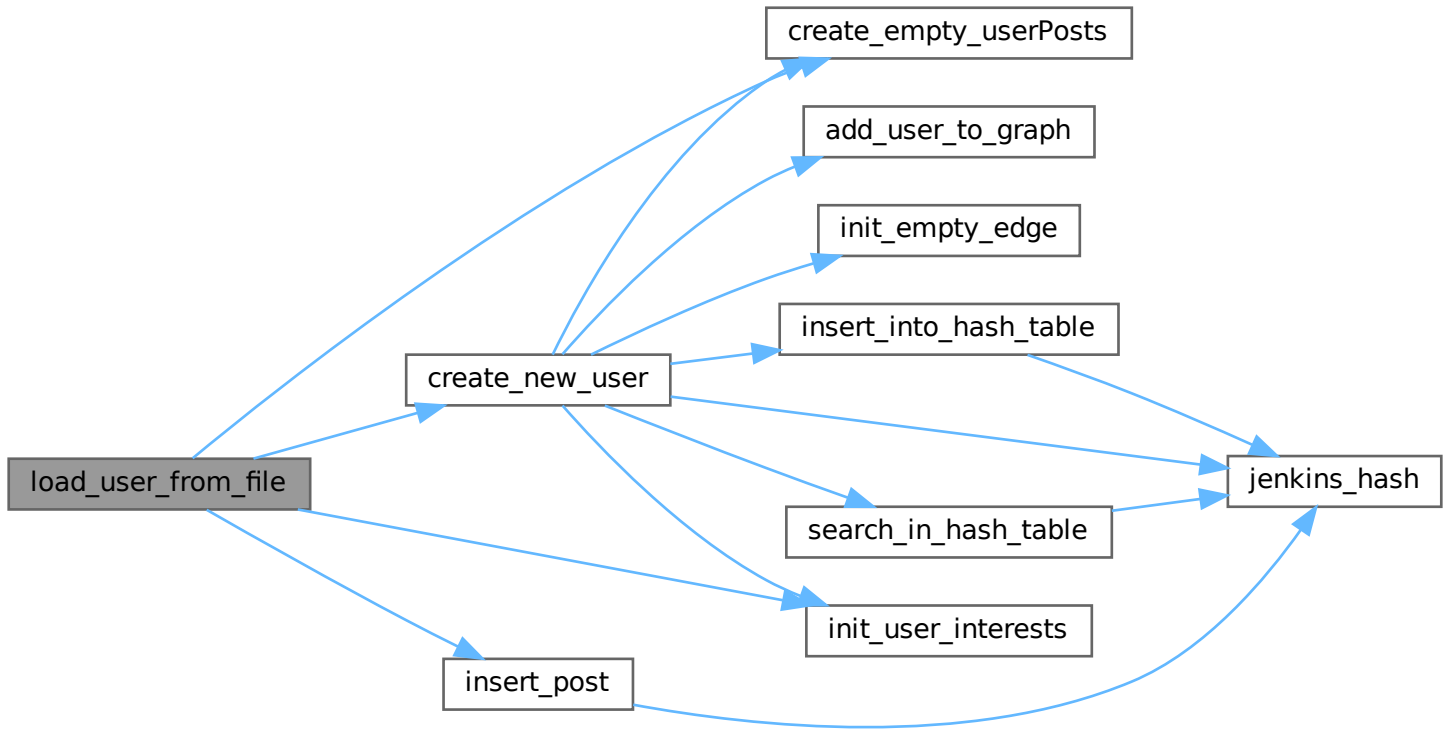 create_empty_userPosts
add_user_to_graph
init_empty_edge
insert_into_hash_table
create_new_user
load_user_from_file
jenkins_hash
search_in_hash_table
init_user_interests
insert_post